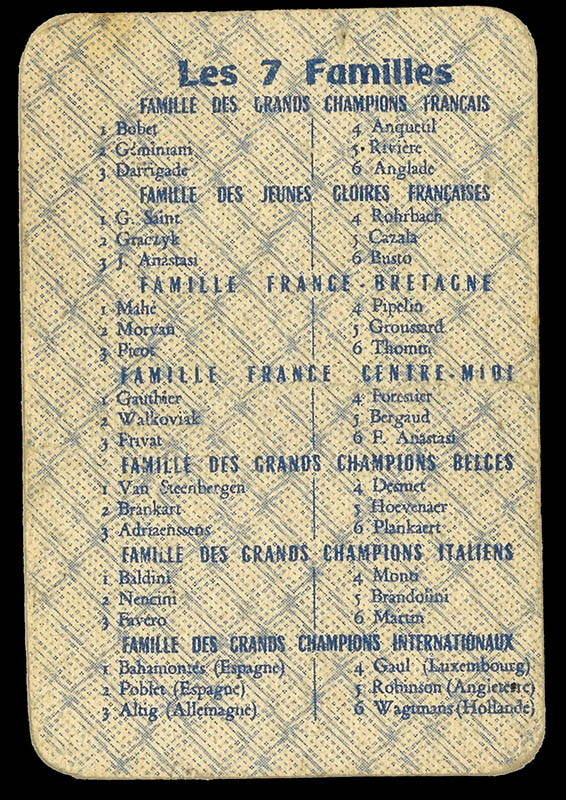 Les 7 Familles
FAMILLE DES GRANDS CHAMPIONS FRANÇAIS
1 Bobet 4 Anquetil
2 Géminiani 5 Rivière
3 Darrigade 6 Anglade
FAMILLE DES JEUNES GLOIRES FRANÇAISES
1 G. Saint 4 Rohrbach
2 Graczyk 5 Cazala
3 J. Anastasi 6 Busto
FAMILLE FRANCE - BRETAGNE
1 Mahé 4 Pipelin
2 Morvan 5 Groussard
3 Picot 6 Thomin
FAMILLE FRANCE CENTRE-MIDI
1 Gauthier 4 Forestier
2 Walkoviak 5 Bergaud
3 Privat 6 F. Anastasi
FAMILLE DES GRANDS CHAMPIONS BELGES
1 Van Steenbergen 4 Desmet
2 Brankart 5 Hoevenaer
3 Adriaenssens 6 Plankaert
FAMILLE DES GRANDS CHAMPIONS ITALIENS
1 Baldini 4 Monti
2 Nencini 5 Brandolini
3 Favero 6 Martin
FAMILLE DES GRANDS CHAMPIONS INTERNATIONAUX
1 Bahamontès (Espagne) 4 Gaul (Luxembourg)
2 Poblet (Espagne) 5 Robinson (Angleterre)
3 Altig (Allemagne) 6 Wagtmans (Hollande)